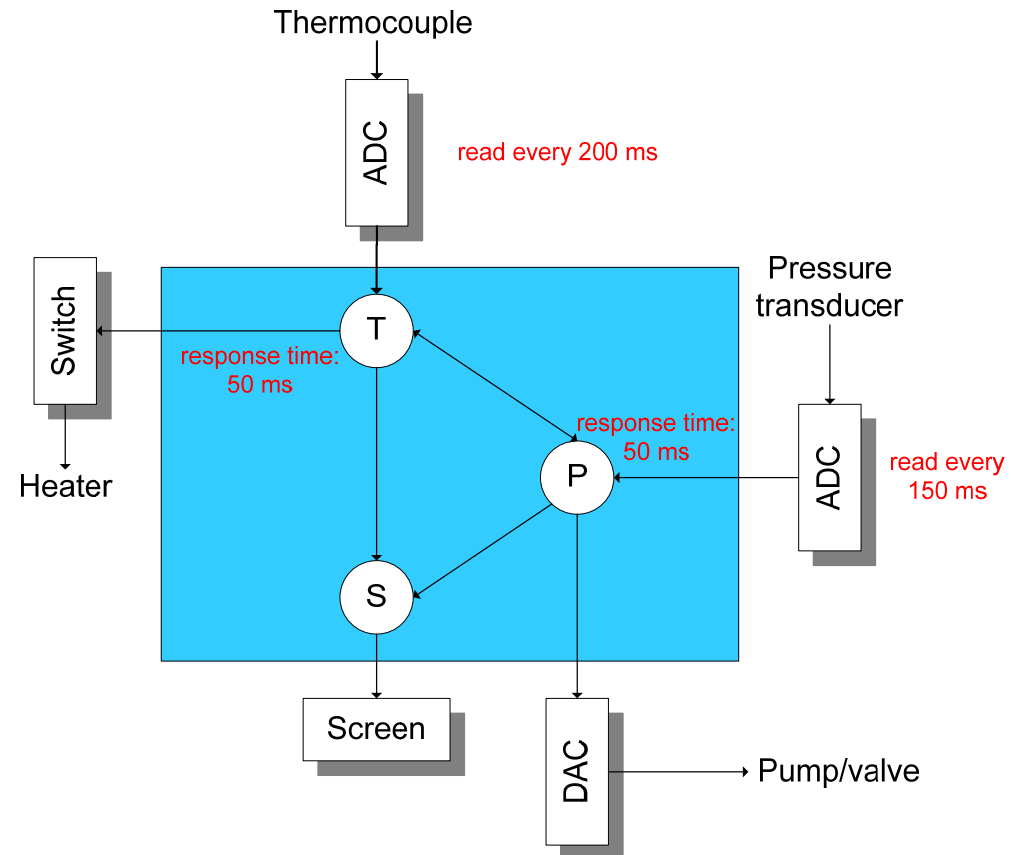 Thermocouple
ADC
read every 200 ms
Pressure
transducer
Switch
T
response time:
50 ms
response time:
50 ms
P
ADC
read every
150 ms
Heater
S
Screen
DAC
Pump/valve